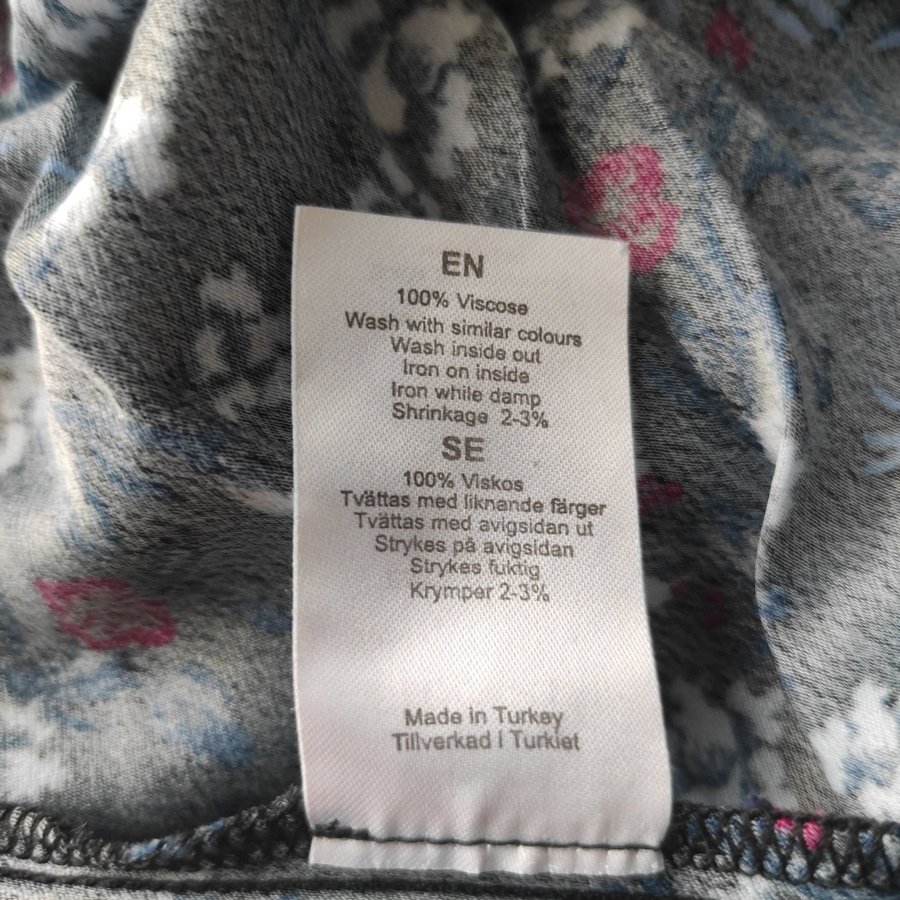 EN
100% Viscose
Wash with similar colours
Wash inside out
Iron on inside
Iron while damp
Shrinkage 2-3%
SE
100% Viskos
Tvättas med liknande färger
Tvättas med avigsidan ut
Strykes på avigsidan
Strykes fuktig
Krymper 2-3%
Made in Turkey
Tillverkad i Turkiet